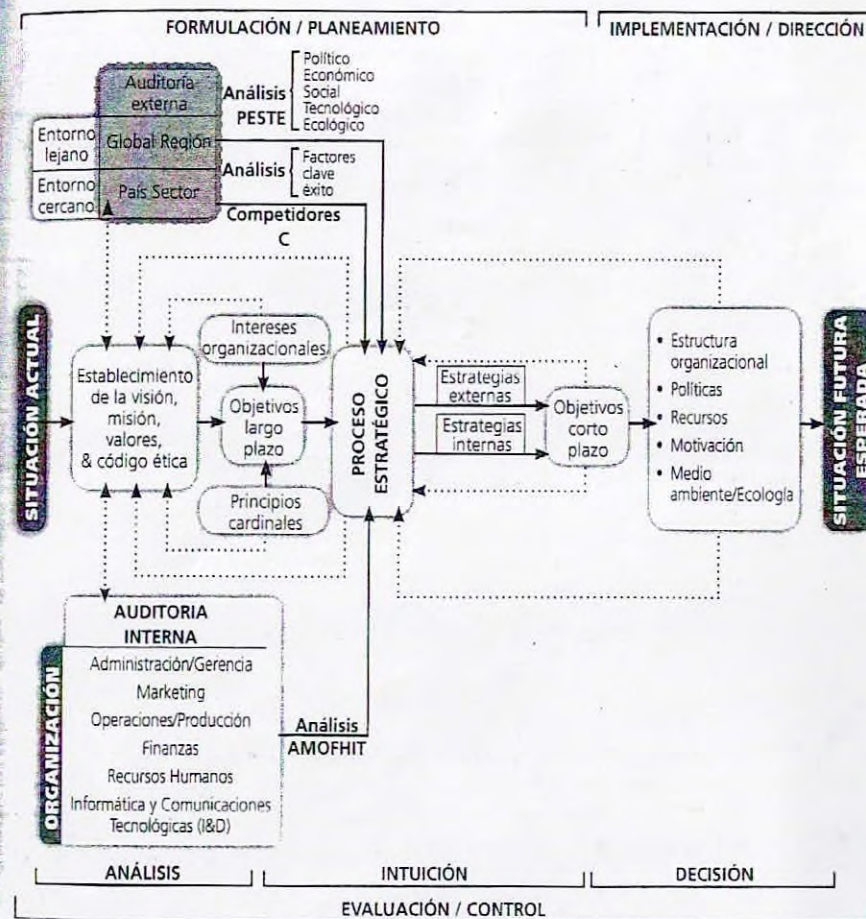 FORMULACIÓN / PLANEAMIENTO
IMPLEMENTACIÓN / DIRECCIÓN
Auditoría
externa
Análisis
PESTE
Político
Económico
Social
Tecnológico
Ecológico
Entorno
lejano
Global Región
Análisis
Factores
clave
éxito
Entorno
cercano
País Sector
Competidores
C
SITUACIÓN ACTUAL
Establecimiento
de la visión,
misión,
valores,
& código ética
Intereses
organizacionales
Objetivos
largo
plazo
Principios
cardinales
PROCESO
ESTRATÉGICO
Estrategias
externas
Estrategias
internas
Objetivos
corto
plazo
• Estructura
organizacional
• Políticas
• Recursos
• Motivación
• Medio
ambiente/Ecología
SITUACIÓN FUTURA
ESPERADA
ORGANIZACIÓN
AUDITORIA
INTERNA
Administración/Gerencia
Marketing
Operaciones/Producción
Finanzas
Recursos Humanos
Informática y Comunicaciones
Tecnológicas (I&D)
Análisis
AMOFHIT
ANÁLISIS
INTUICIÓN
DECISIÓN
EVALUACIÓN / CONTROL